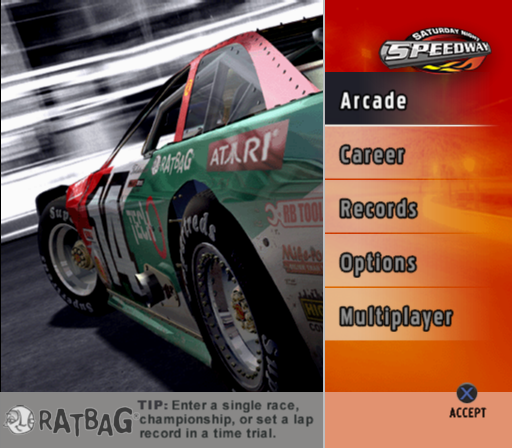 SATURDAY NIGHT
SPEEDWAY
Arcade
Career
Records
Options
Multiplayer
RATBAG
ATARI
RB TOOL
TIP: Enter a single race,
championship, or set a lap
record in a time trial.
RATBAG
ACCEPT